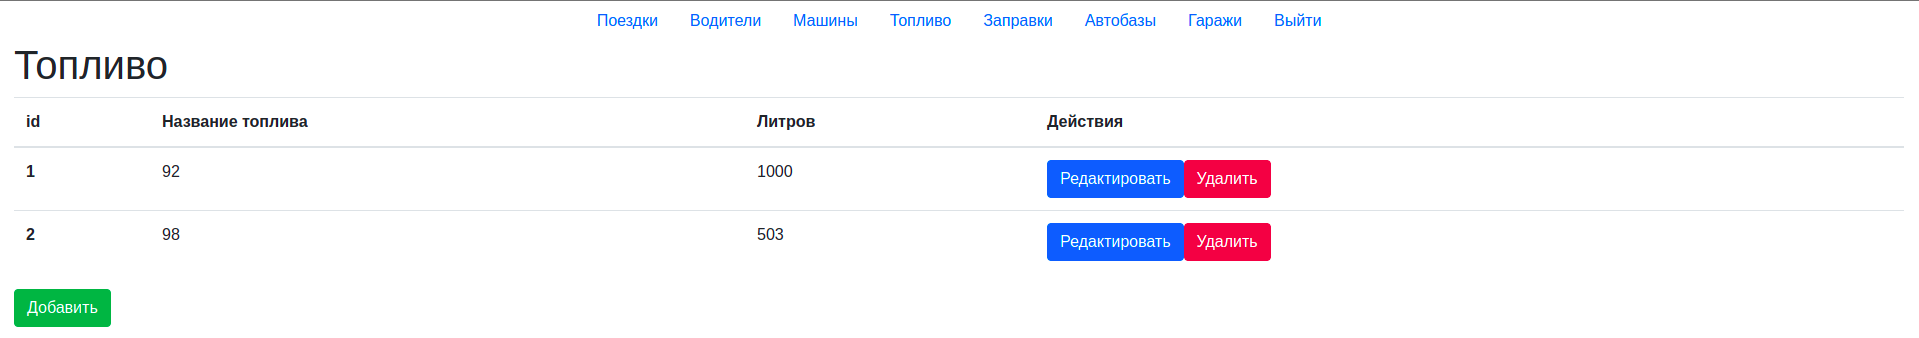 Поездки Водители Машины Топливо Заправки Автобазы Гаражи Выйти
Топливо
id Название топлива Литров Действия
1 92 1000 Редактировать Удалить
2 98 503 Редактировать Удалить
Добавить